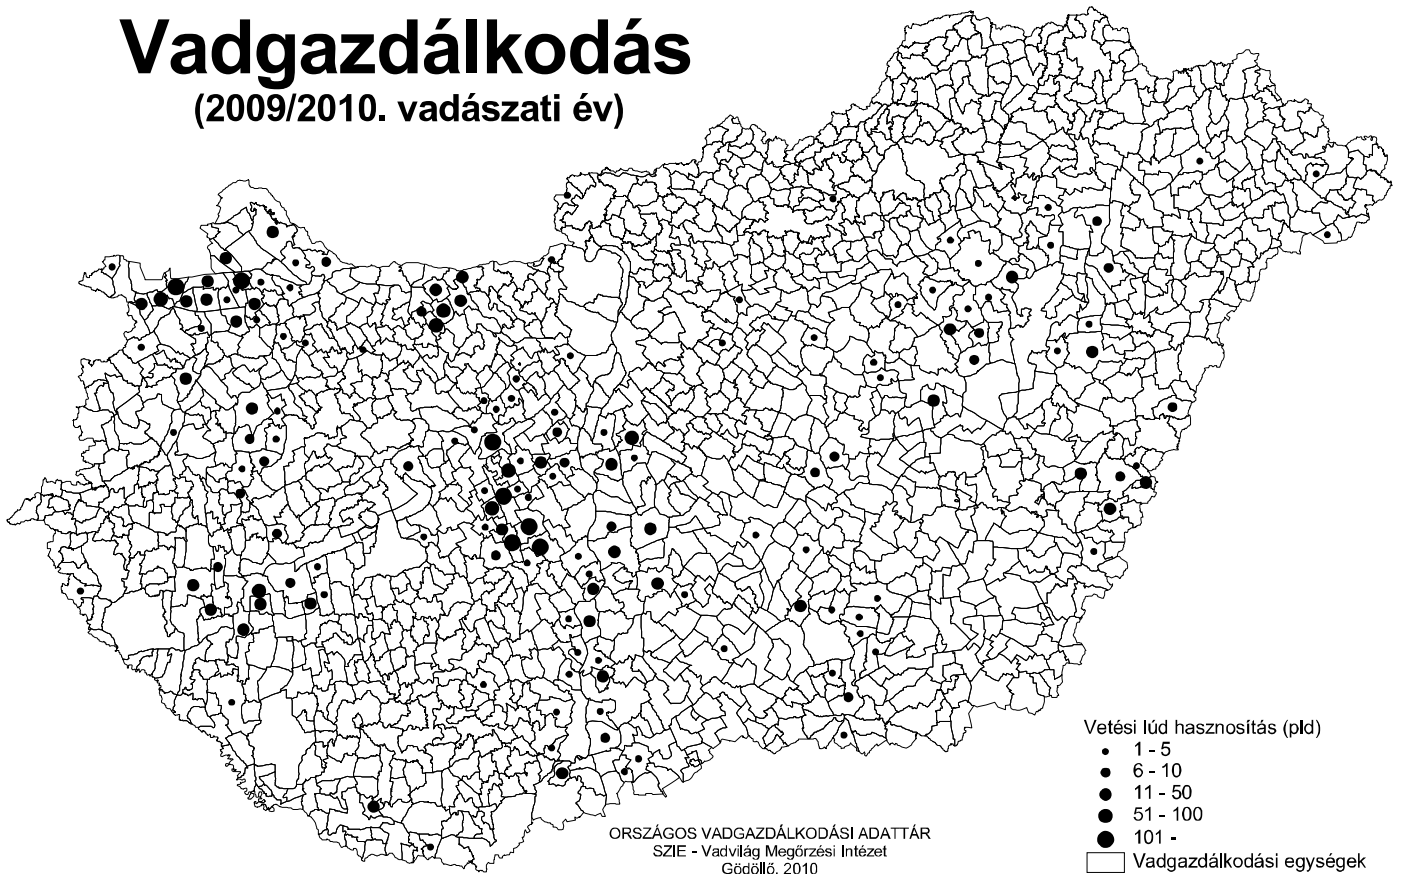 Vadgazdálkodás
(2009/2010. vadászati év)
Vetési lúd hasznosítás (pld)
1 - 5
6 - 10
11 - 50
51 - 100
101 -
Vadgazdálkodási egységek
ORSZÁGOS VADGAZDÁLKODÁSI ADATTÁR
SZIE - Vadvilág Megőrzési Intézet
Gödöllő, 2010